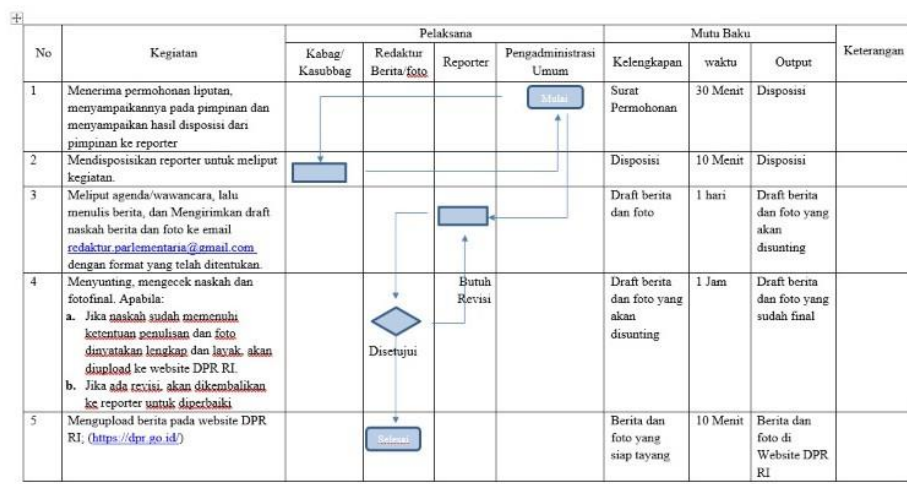 No
Kegiatan
Pelaksana
Mutu Baku
Keterangan
Kabag/
Kasubbag
Redaktur
Berita/foto
Reporter
Pengadministrasi
Umum
Kelengkapan
waktu
Output
1
Menerima permohonan liputan,
menyampaikannya pada pimpinan dan
menyampaikan hasil disposisi dari
pimpinan ke reporter
Mulai
Surat
Permohonan
30 Menit
Disposisi
2
Mendisposisikan reporter untuk meliput
kegiatan.
Disposisi
10 Menit
Disposisi
3
Meliput agenda/wawancara, lalu
menulis berita, dan Mengirimkan draft
naskah berita dan foto ke email
redaktur.parlementaria@gmail.com
dengan format yang telah ditentukan.
Draft berita
dan foto
1 hari
Draft berita
dan foto yang
akan
disunting
4
Menyunting, mengecek naskah dan
fotofinal. Apabila:
a. Jika naskah sudah memenuhi
ketentuan penulisan dan foto
dinyatakan lengkap dan layak, akan
diupload ke website DPR RI.
b. Jika ada revisi, akan dikembalikan
ke reporter untuk diperbaiki
Butuh
Revisi
Disetujui
Draft berita
dan foto yang
akan
disunting
1 Jam
Draft berita
dan foto yang
sudah final
5
Mengupload berita pada website DPR
RI; (https://dpr.go.id/)
Selesai
Berita dan
foto yang
siap tayang
10 Menit
Berita dan
foto di
Website DPR
RI